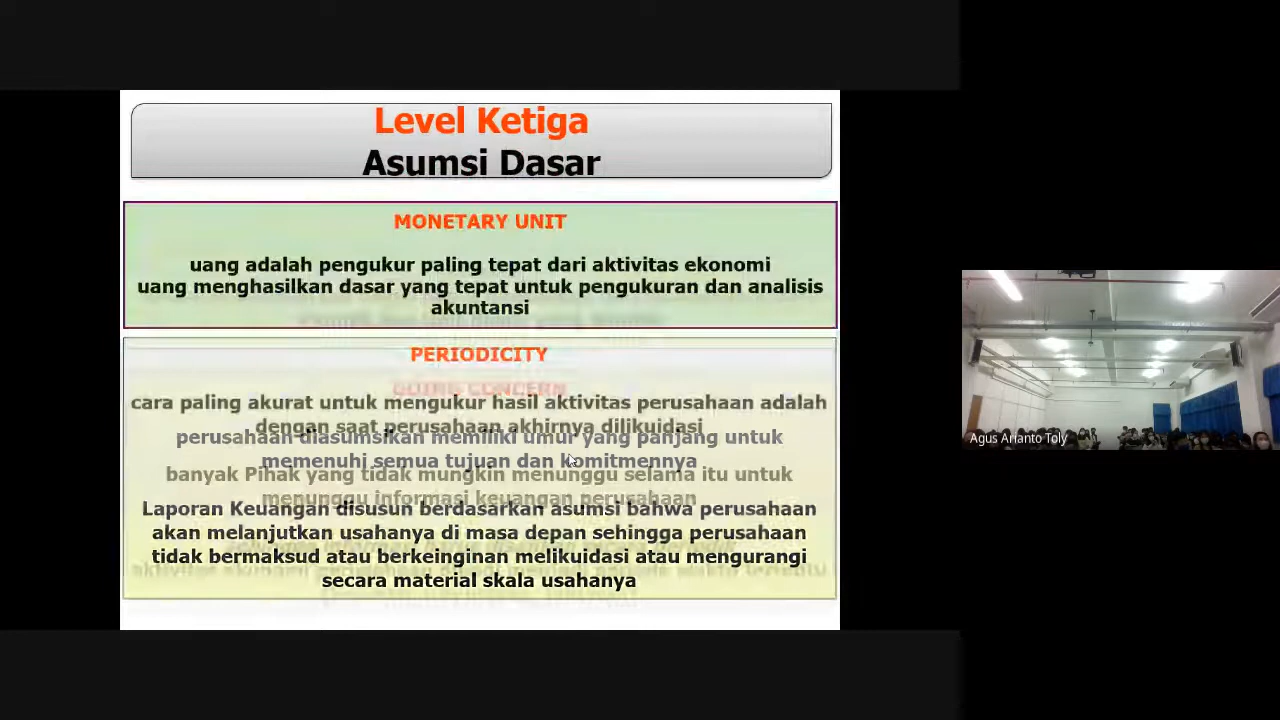 Level Ketiga
Asumsi Dasar
MONETARY UNIT
uang adalah pengukur paling tepat dari aktivitas ekonomi
uang menghasilkan dasar yang tepat untuk pengukuran dan analisis
akuntansi
PERIODICITY
GOING CONCERN
cara paling akurat untuk mengukur hasil aktivitas perusahaan adalah
dengan saat perusahaan akhirnya dilikuidasi
perusahaan diasumsikan memiliki umur yang panjang untuk
memenuhi semua tujuan dan komitmennya
banyak Pihak yang tidak mungkin menunggu selama itu untuk
menunggu informasi keuangan perusahaan
Laporan Keuangan disusun berdasarkan asumsi bahwa perusahaan
akan melanjutkan usahanya di masa depan sehingga perusahaan
tidak bermaksud atau berkeinginan melikuidasi atau mengurangi
secara material skala usahanya
Agus Arianto Toly